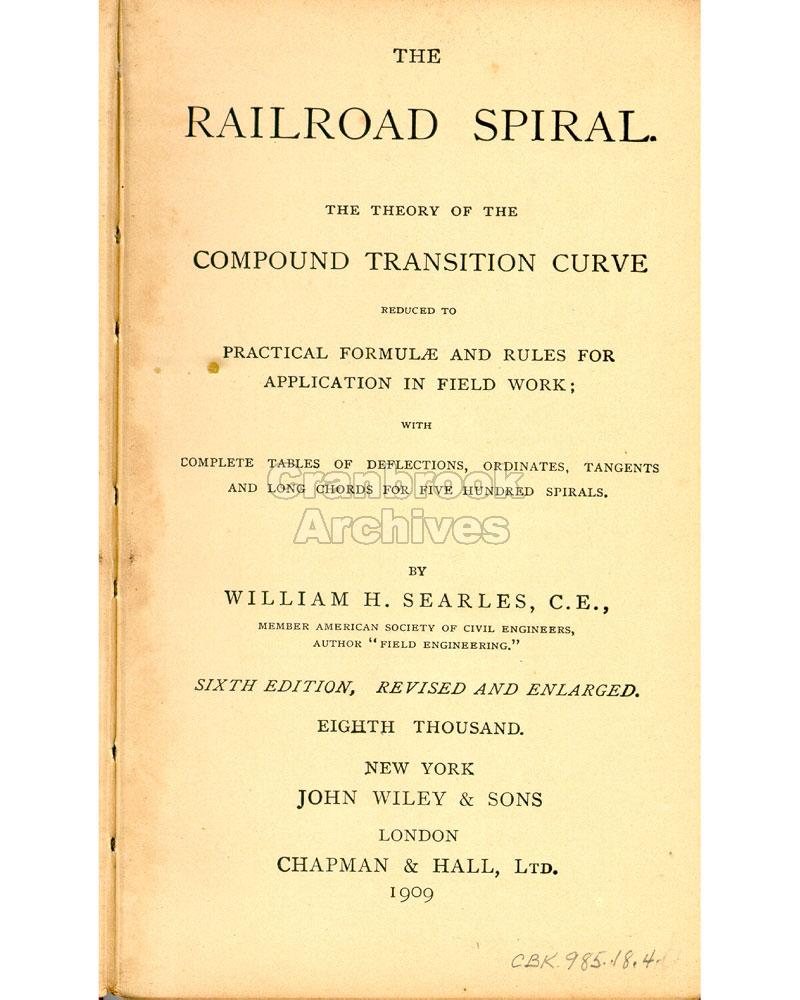 THE
RAILROAD SPIRAL.
THE THEORY OF THE
COMPOUND TRANSITION CURVE
REDUCED TO
PRACTICAL FORMULÆ AND RULES FOR
APPLICATION IN FIELD WORK;
WITH
COMPLETE TABLES OF DEFLECTIONS, ORDINATES, TANGENTS
AND LONG CHORDS FOR FIVE HUNDRED SPIRALS.
Cranbrook
Archives
BY
WILLIAM H. SEARLES, C.E.,
MEMBER AMERICAN SOCIETY OF CIVIL ENGINEERS,
AUTHOR "FIELD ENGINEERING."
SIXTH EDITION, REVISED AND ENLARGED.
EIGHTH THOUSAND.
NEW YORK
JOHN WILEY & SONS
LONDON
CHAPMAN & HALL, LTD.
1909
CBK.985.18.4